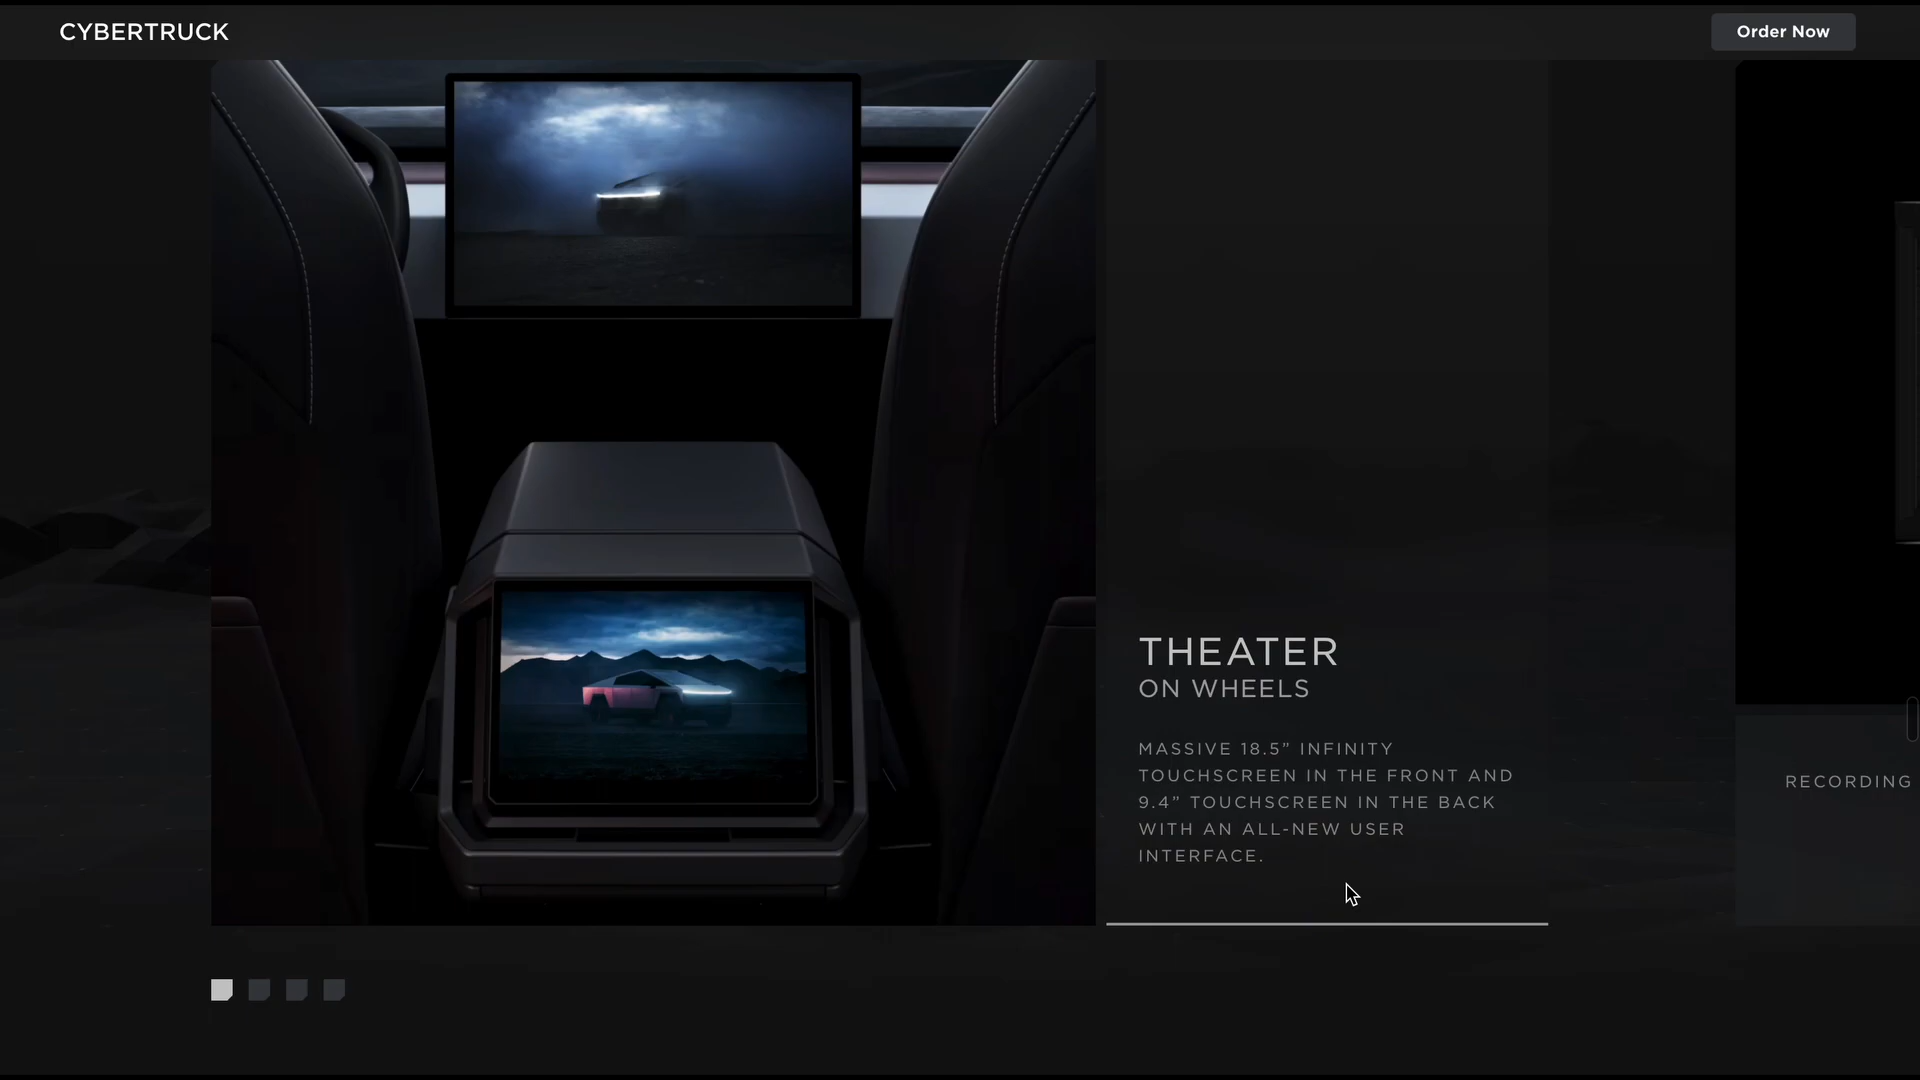 CYBERTRUCK
Order Now
THEATER
ON WHEELS
MASSIVE 18.5” INFINITY
TOUCHSCREEN IN THE FRONT AND
9.4” TOUCHSCREEN IN THE BACK
WITH AN ALL-NEW USER
INTERFACE.
RECORDING